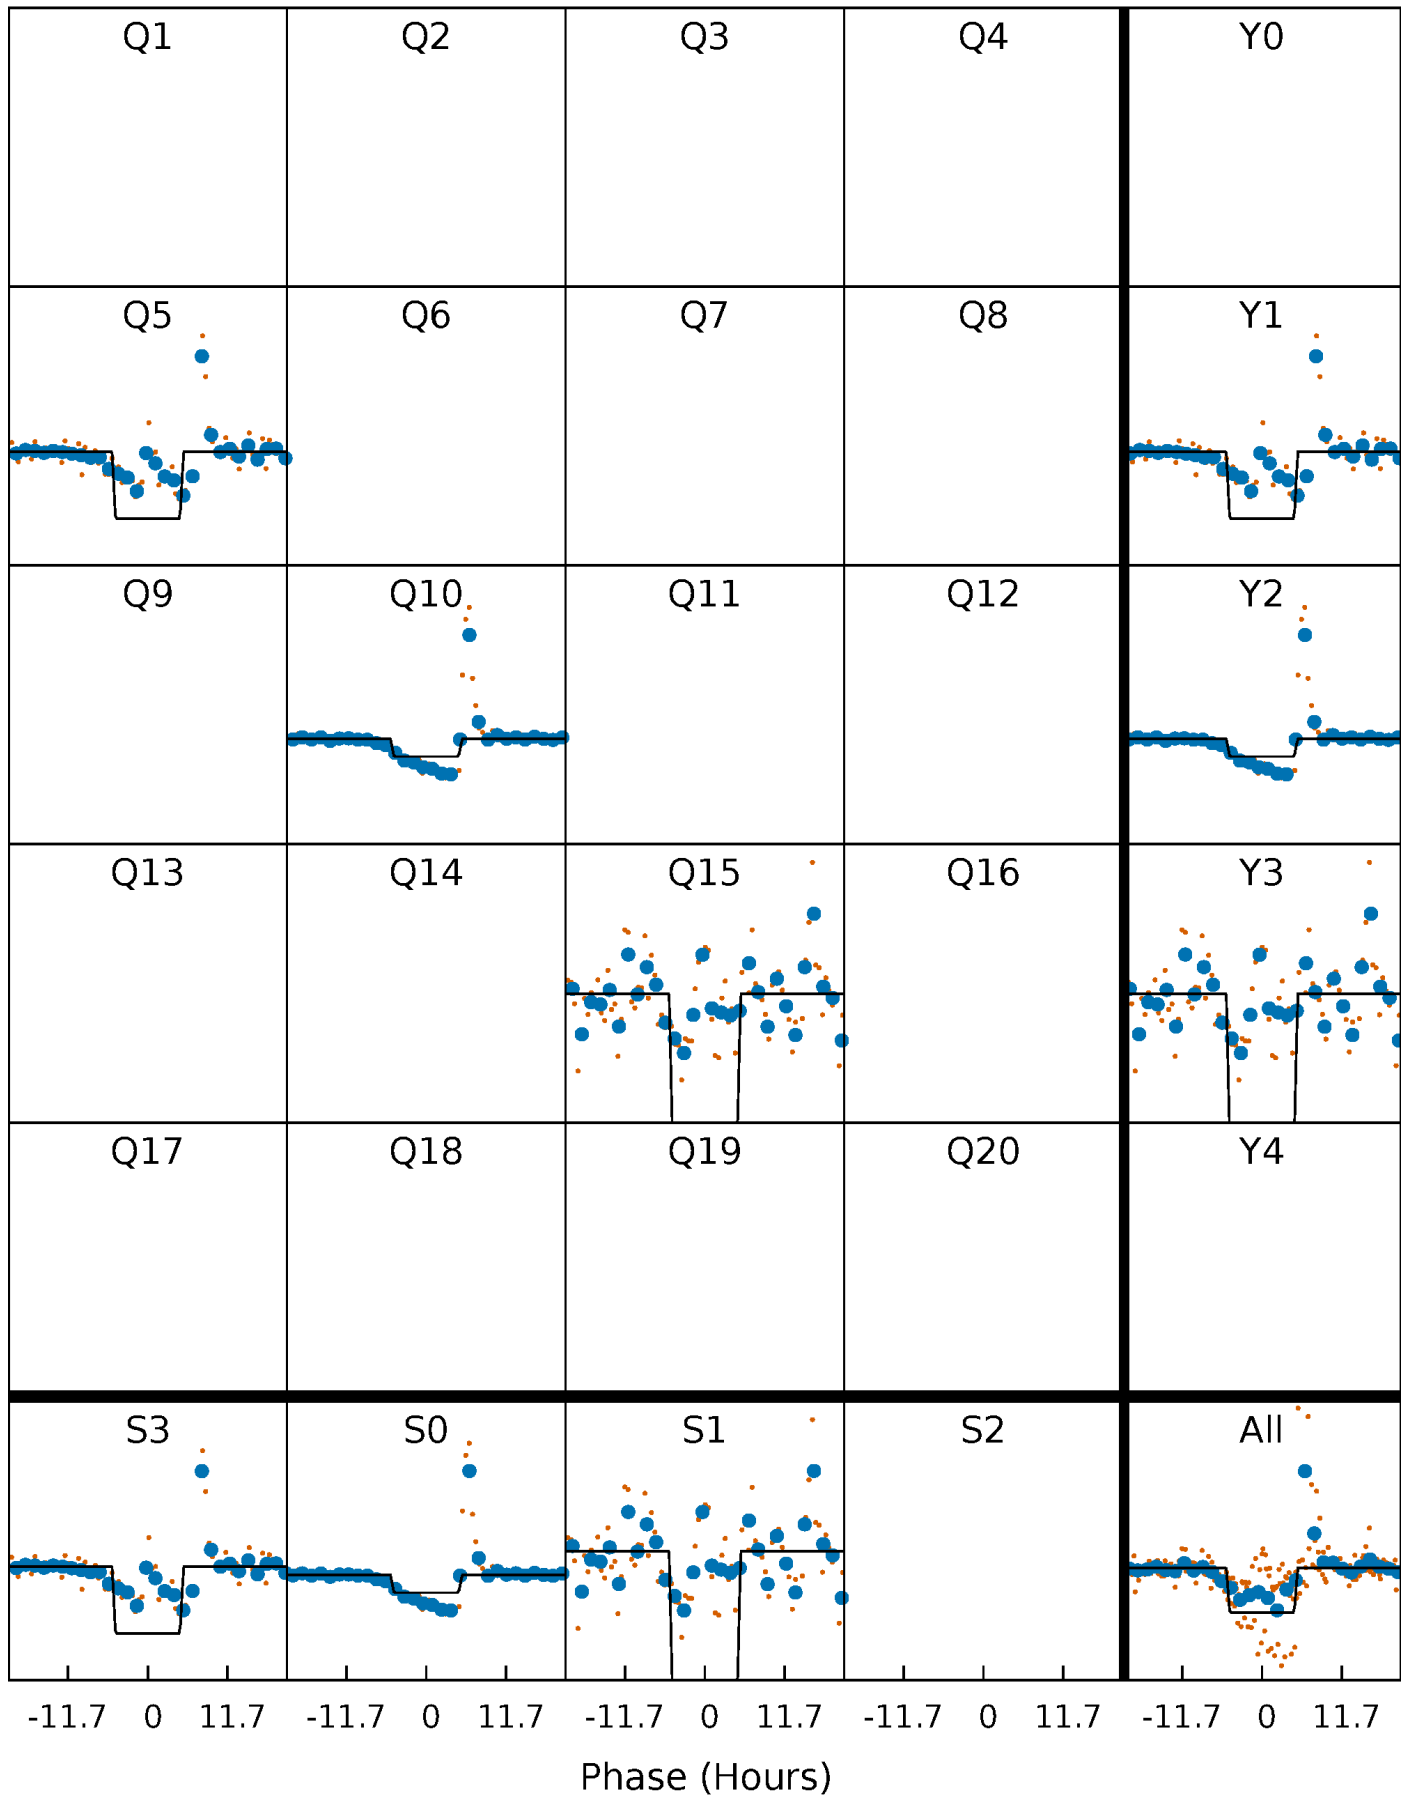 Q1 Q2 Q3 Q4 Y0
Q5 Q6 Q7 Q8 Y1
Q9 Q10 Q11 Q12 Y2
Q13 Q14 Q15 Q16 Y3
Q17 Q18 Q19 Q20 Y4
S3 S0 S1 S2 All
-11.7 0 11.7 -11.7 0 11.7 -11.7 0 11.7 -11.7 0 11.7 -11.7 0 11.7
Phase (Hours)